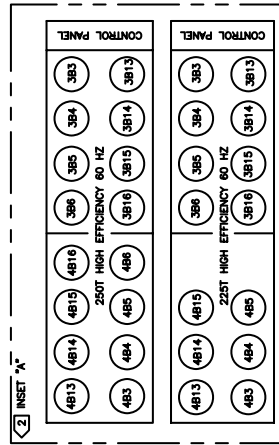 2 INSET "A"
4B13 4B14 4B15 4B16 3B6 3B5 3B4 3B3
250T HIGH EFFICIENCY 60 HZ
4B3 4B4 4B5 4B6 3B16 3B15 3B14 3B13
CONTROL PANEL
4B13 4B14 4B15 3B6 3B5 3B4 3B3
225T HIGH EFFICIENCY 60 HZ
4B3 4B4 4B5 3B16 3B15 3B14 3B13
CONTROL PANEL